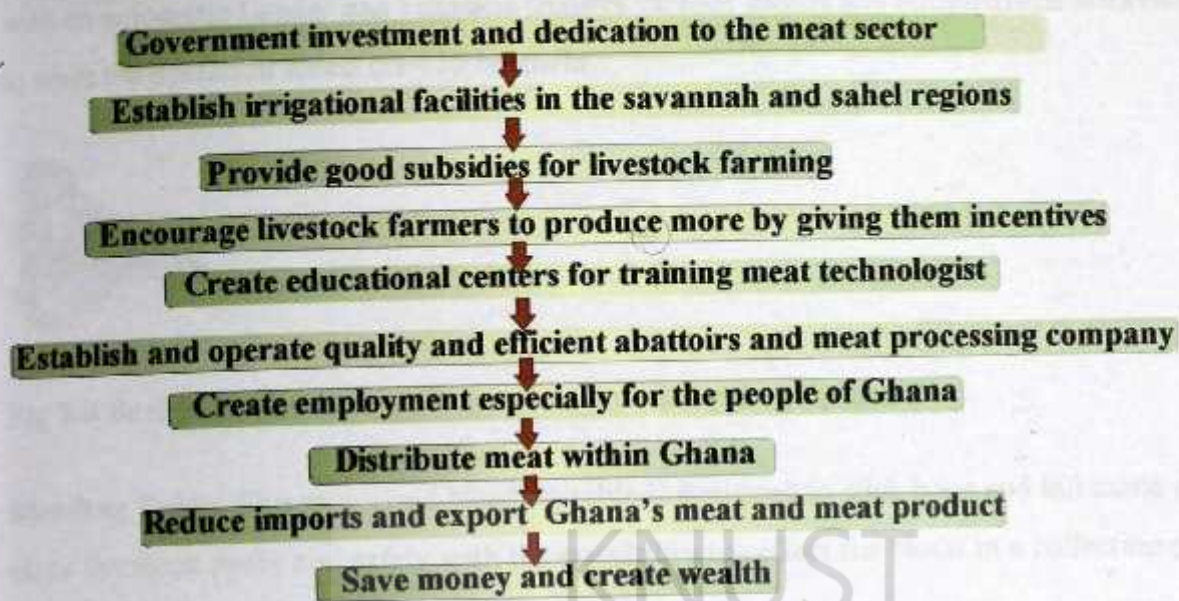 Government investment and dedication to the meat sector
Establish irrigational facilities in the savannah and sahel regions
Provide good subsidies for livestock farming
Encourage livestock farmers to produce more by giving them incentives
Create educational centers for training meat technologist
Establish and operate quality and efficient abattoirs and meat processing company
Create employment especially for the people of Ghana
Distribute meat within Ghana
Reduce imports and export Ghana's meat and meat product
Save money and create wealth
KNUST